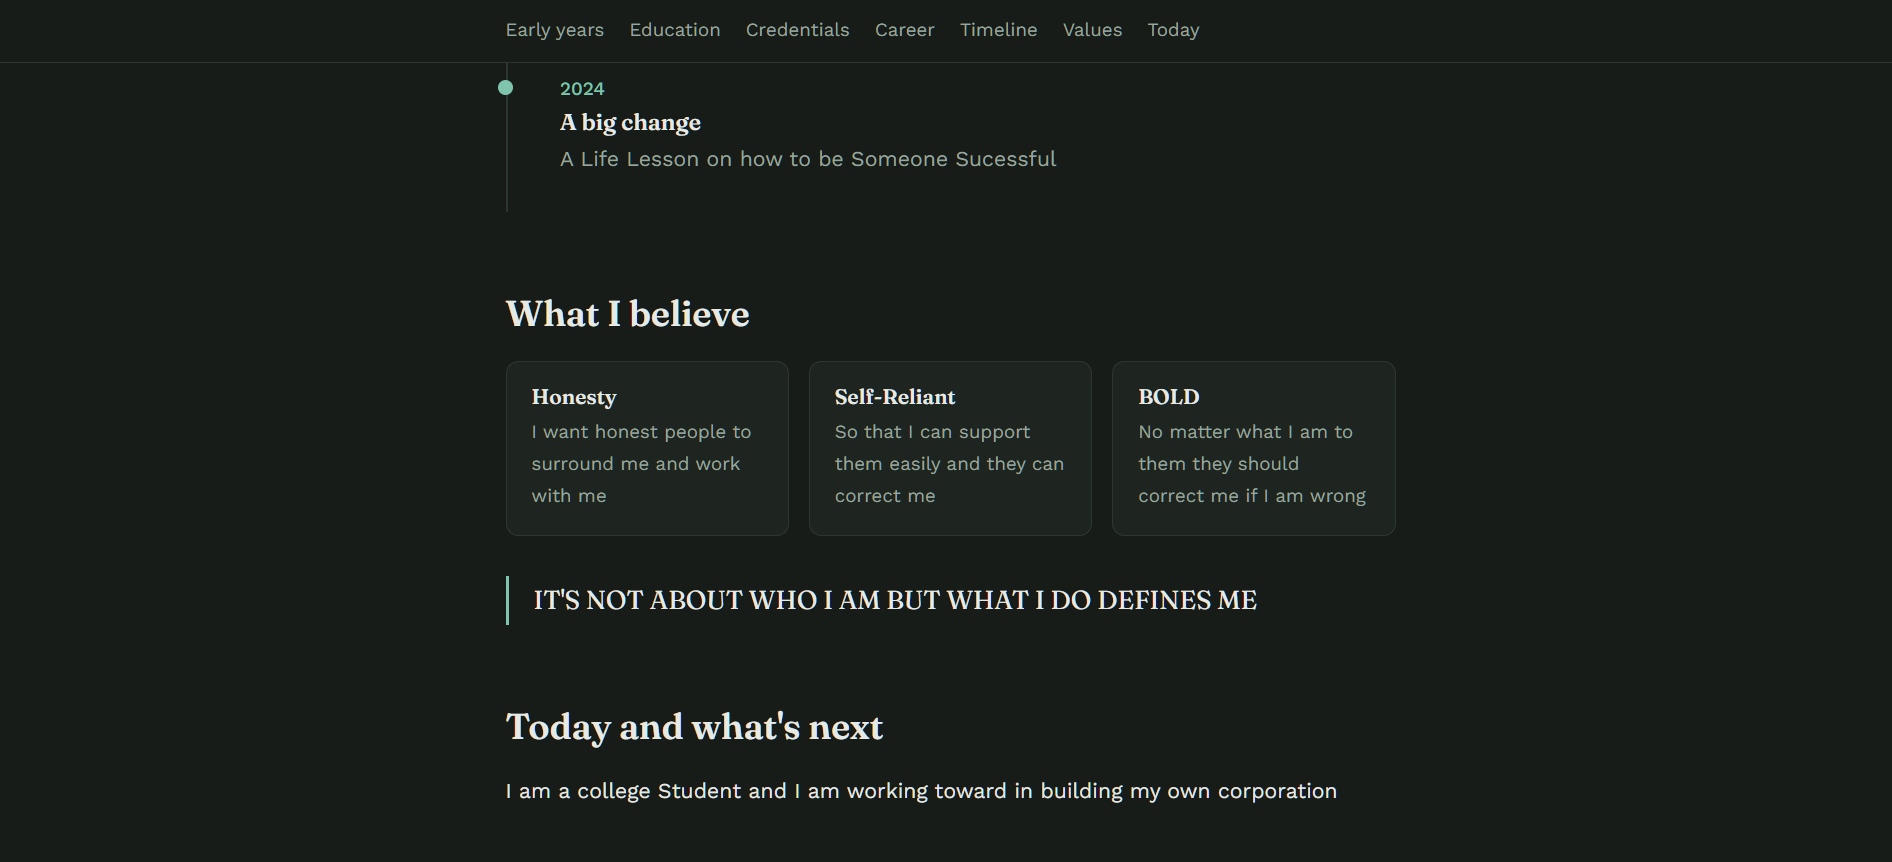 Early years Education Credentials Career Timeline Values Today
2024
A big change
A Life Lesson on how to be Someone Sucessful
What I believe
Honesty
I want honest people to
surround me and work
with me
Self-Reliant
So that I can support
them easily and they can
correct me
BOLD
No matter what I am to
them they should
correct me if I am wrong
IT'S NOT ABOUT WHO I AM BUT WHAT I DO DEFINES ME
Today and what's next
I am a college Student and I am working toward in building my own corporation